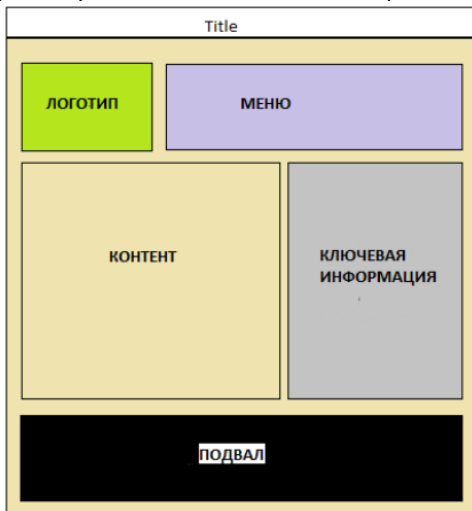 Title
ЛОГОТИП
МЕНЮ
КОНТЕНТ
КЛЮЧЕВАЯ
ИНФОРМАЦИЯ
ПОДВАЛ